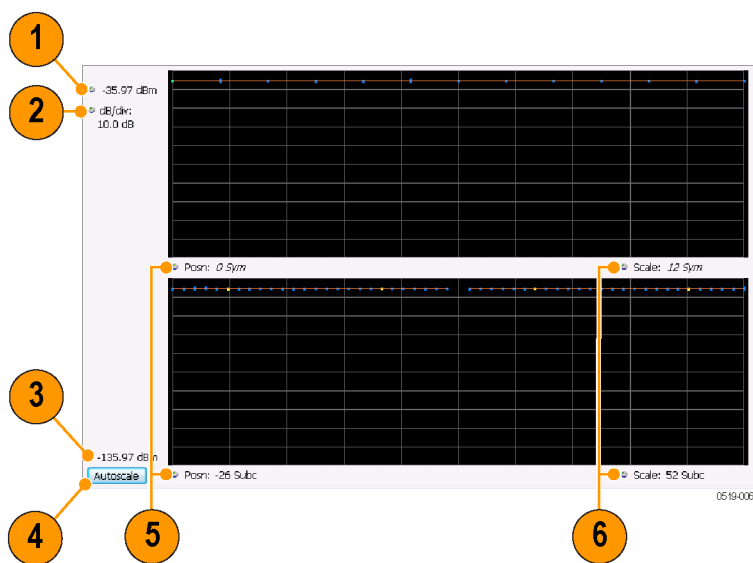 1
-35.97 dBm
2
dB/div:
10.0 dB
Posn: 0 Sym
Scale: 12 Sym
3
-135.97 dBm
Autoscale
Posn: -26 Subc
Scale: 52 Subc
0519-006
4
5
6